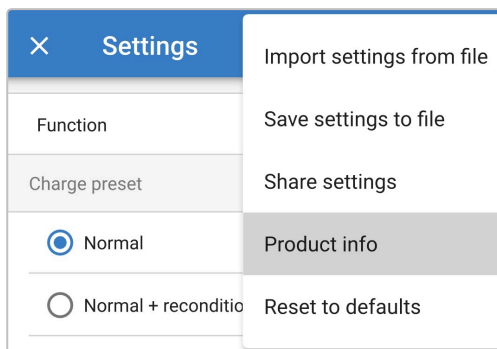 Settings
Import settings from file
Save settings to file
Share settings
Product info
Reset to defaults
Function
Charge preset
Normal
Normal + reconditio